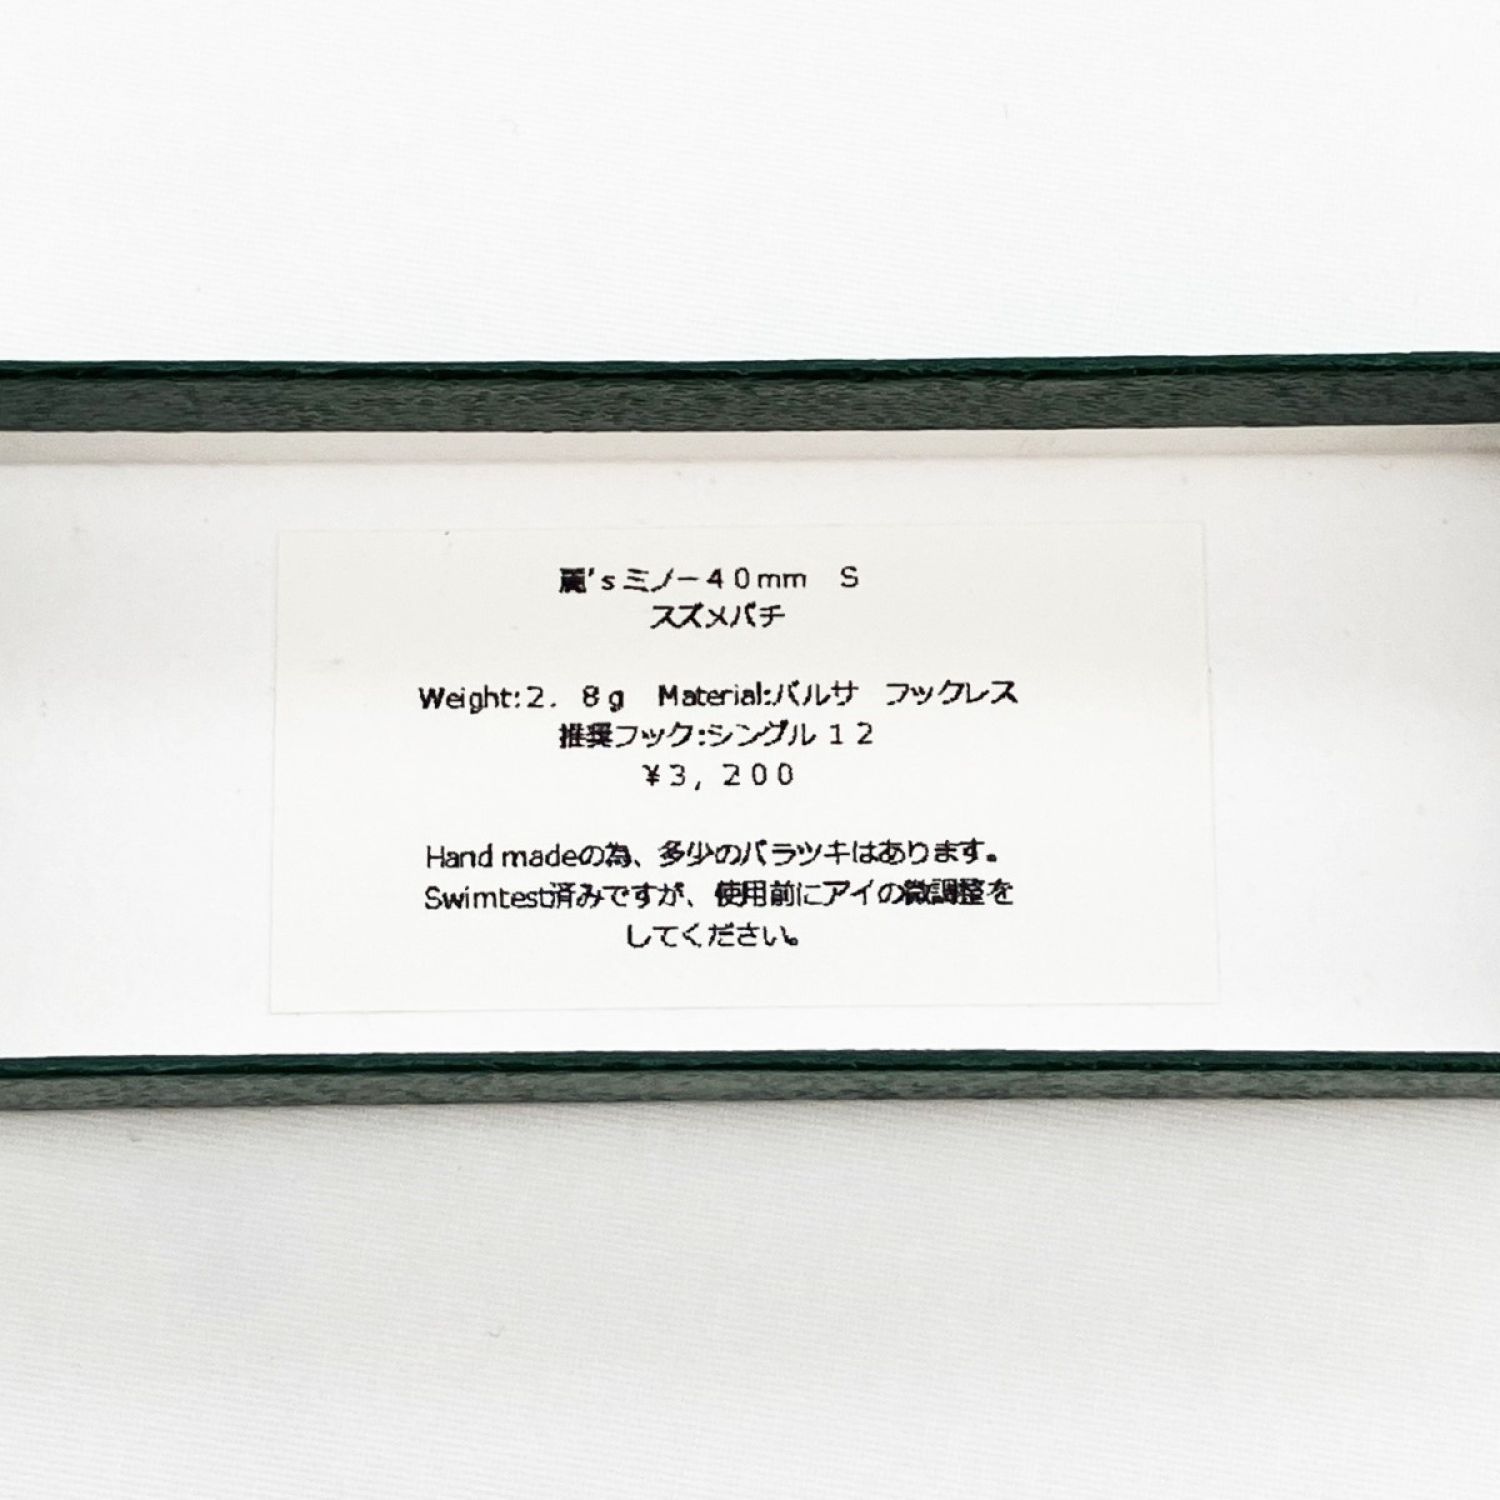 麗'sミノー40mm　S
スズメバチ
Weight:2．8g　Material:バルサ　フックレス
推奨フック:シングル12
¥3，200
Hand madeの為、多少のバラツキはあります。
Swimtest済みですが、使用前にアイの微調整を
してください。